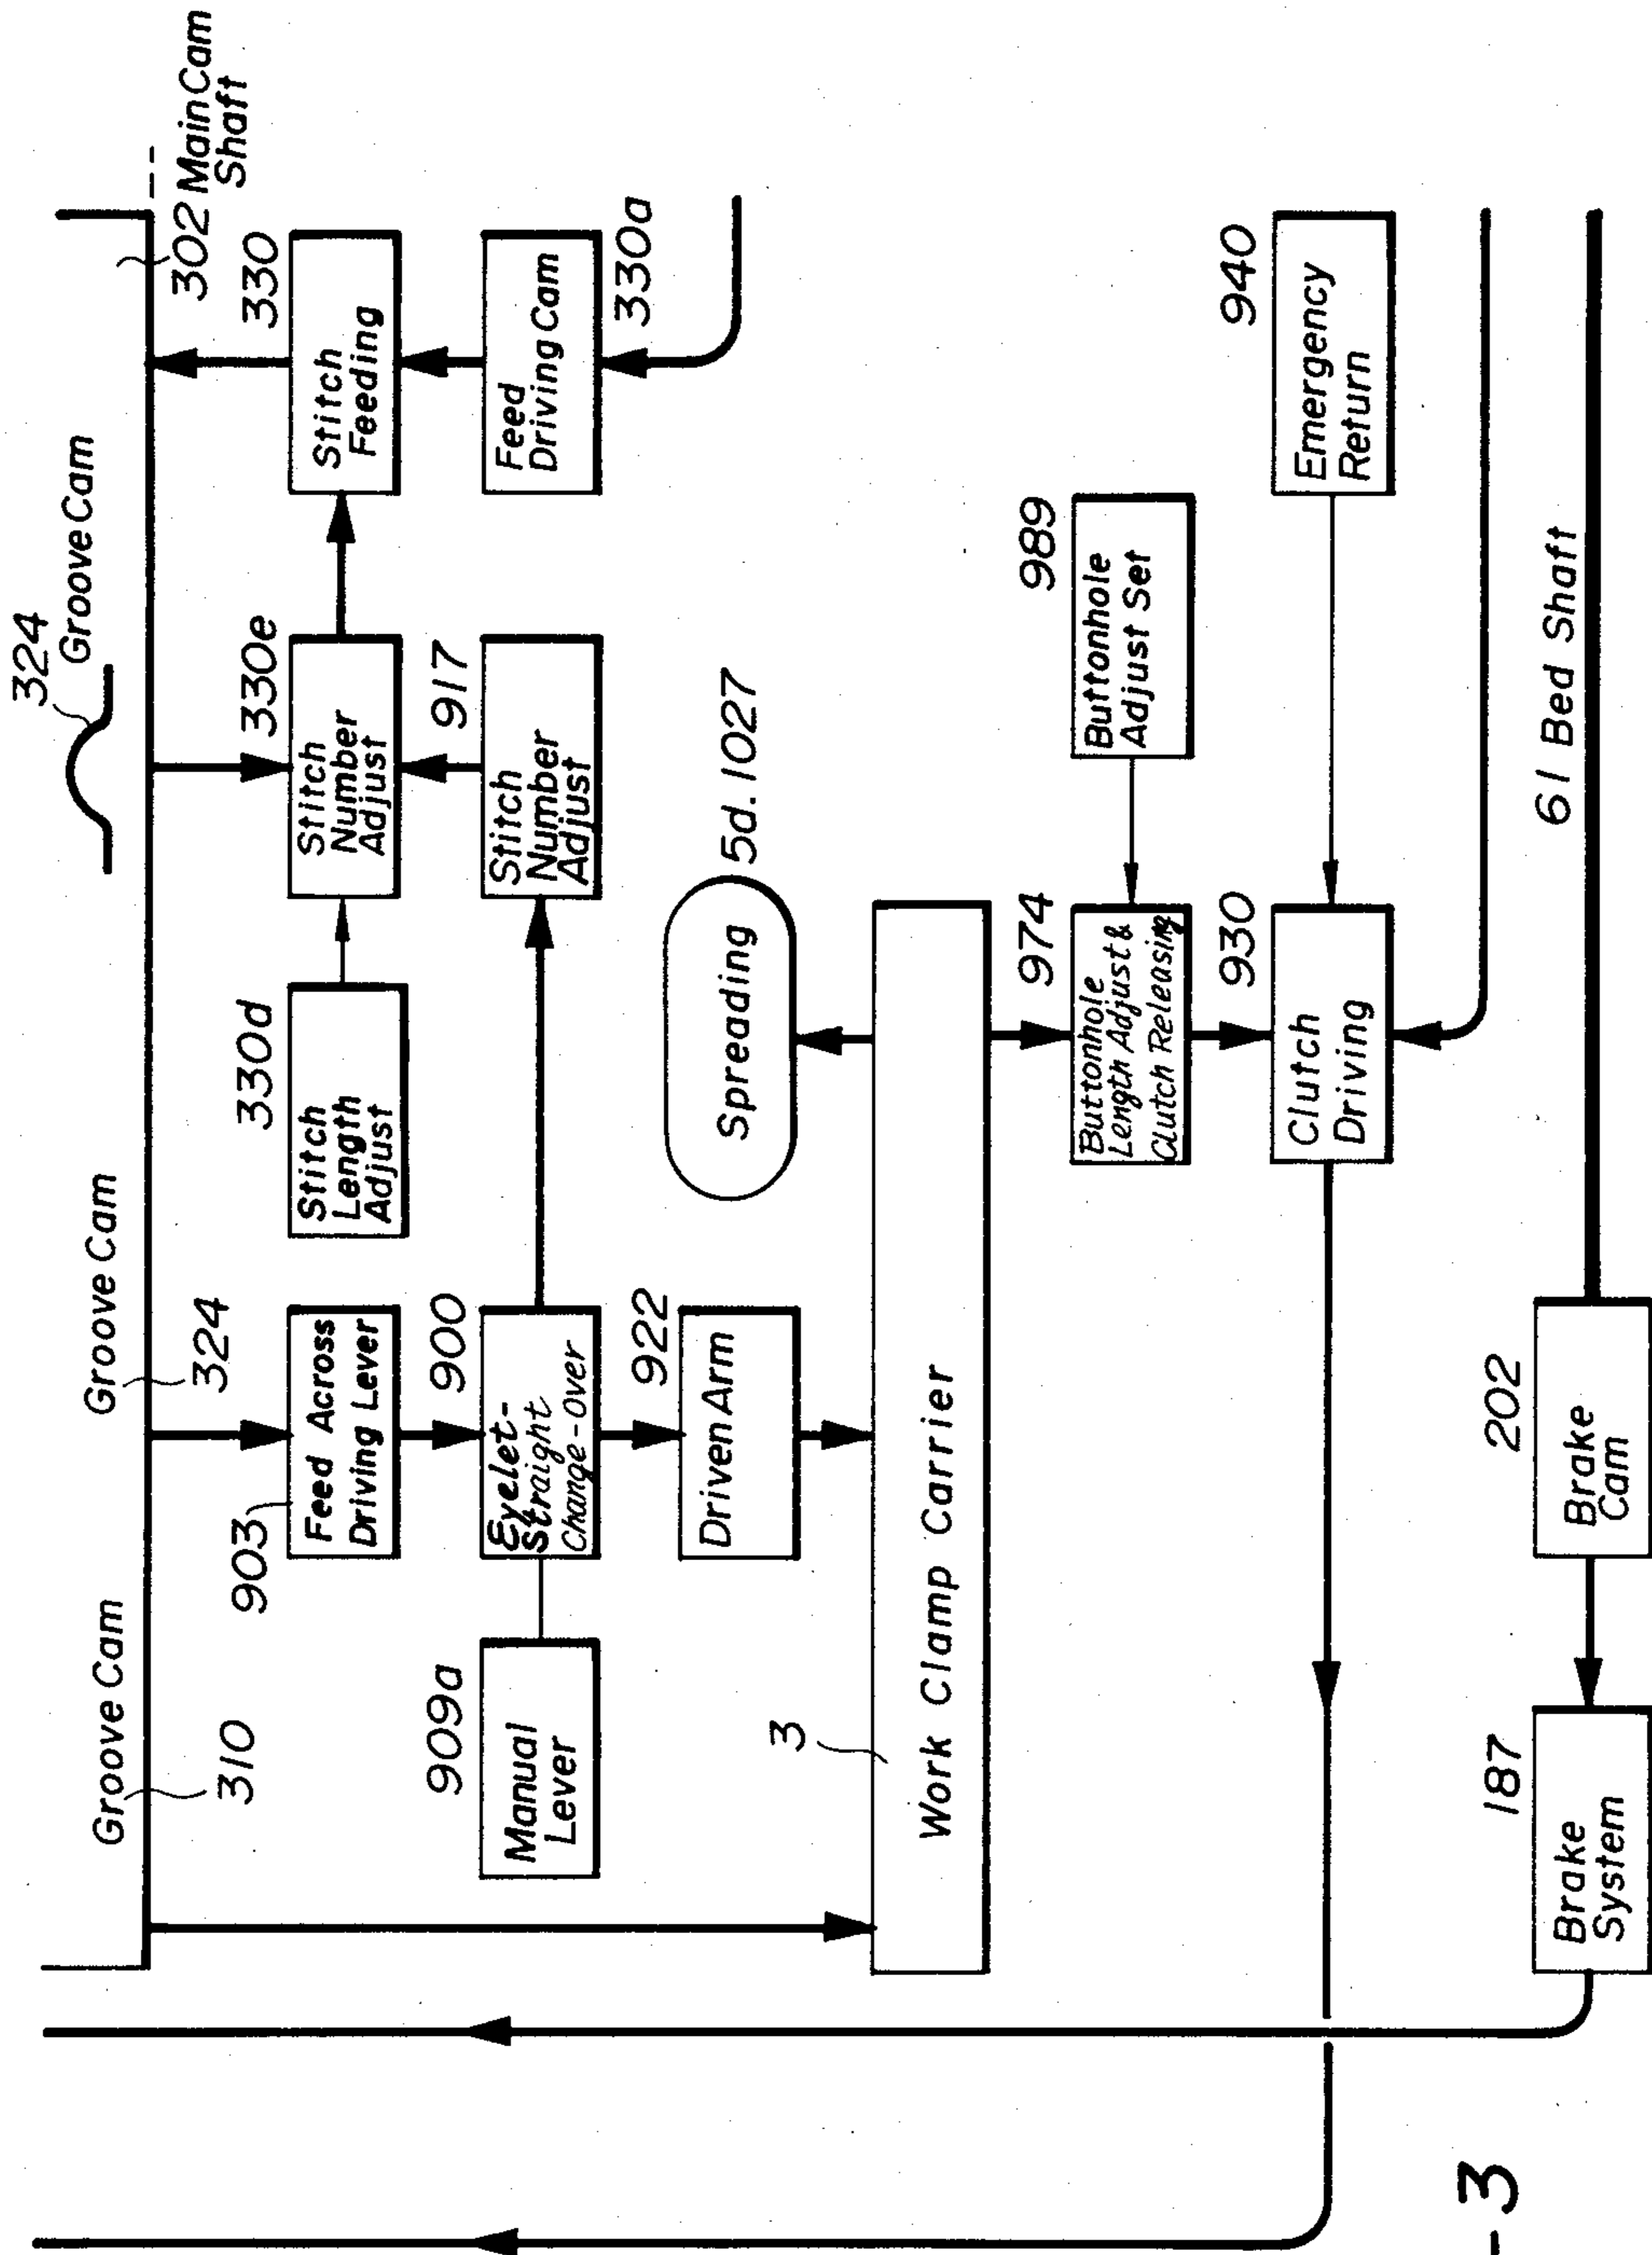 324
Groove Cam
Groove Cam
324
Groove Cam
310
302 Main Cam
Shaft
903
Feed Across
Driving Lever
330d
Stitch
Length
Adjust
330e
Stitch
Number
Adjust
330
Stitch
Feeding
909a
Manual
Lever
900
Eyelet-
Straight
Change-Over
917
Stitch
Number
Adjust
Feed
Driving Cam
330a
922
Driven Arm
Spreading
5d.1027
3
Work Clamp Carrier
974
Buttonhole
Length Adjust &
Clutch Releasing
989
Buttonhole
Adjust Set
930
Clutch
Driving
940
Emergency
Return
187
Brake
System
202
Brake
Cam
61 Bed Shaft
-3